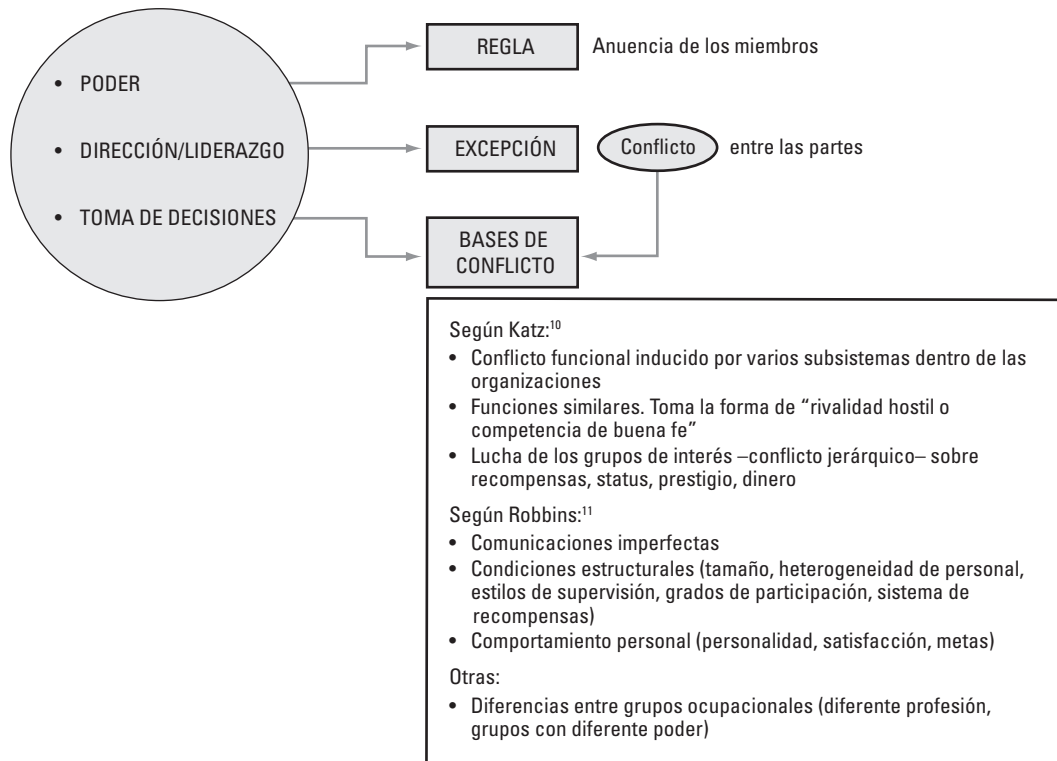 • PODER
• DIRECCIÓN/LIDERAZGO
• TOMA DE DECISIONES
REGLA
Anuencia de los miembros
EXCEPCIÓN
Conflicto
entre las partes
BASES DE
CONFLICTO
Según Katz:¹⁰
• Conflicto funcional inducido por varios subsistemas dentro de las
organizaciones
• Funciones similares. Toma la forma de “rivalidad hostil o
competencia de buena fe”
• Lucha de los grupos de interés –conflicto jerárquico– sobre
recompensas, status, prestigio, dinero
Según Robbins:¹¹
• Comunicaciones imperfectas
• Condiciones estructurales (tamaño, heterogeneidad de personal,
estilos de supervisión, grados de participación, sistema de
recompensas)
• Comportamiento personal (personalidad, satisfacción, metas)
Otras:
• Diferencias entre grupos ocupacionales (diferente profesión,
grupos con diferente poder)